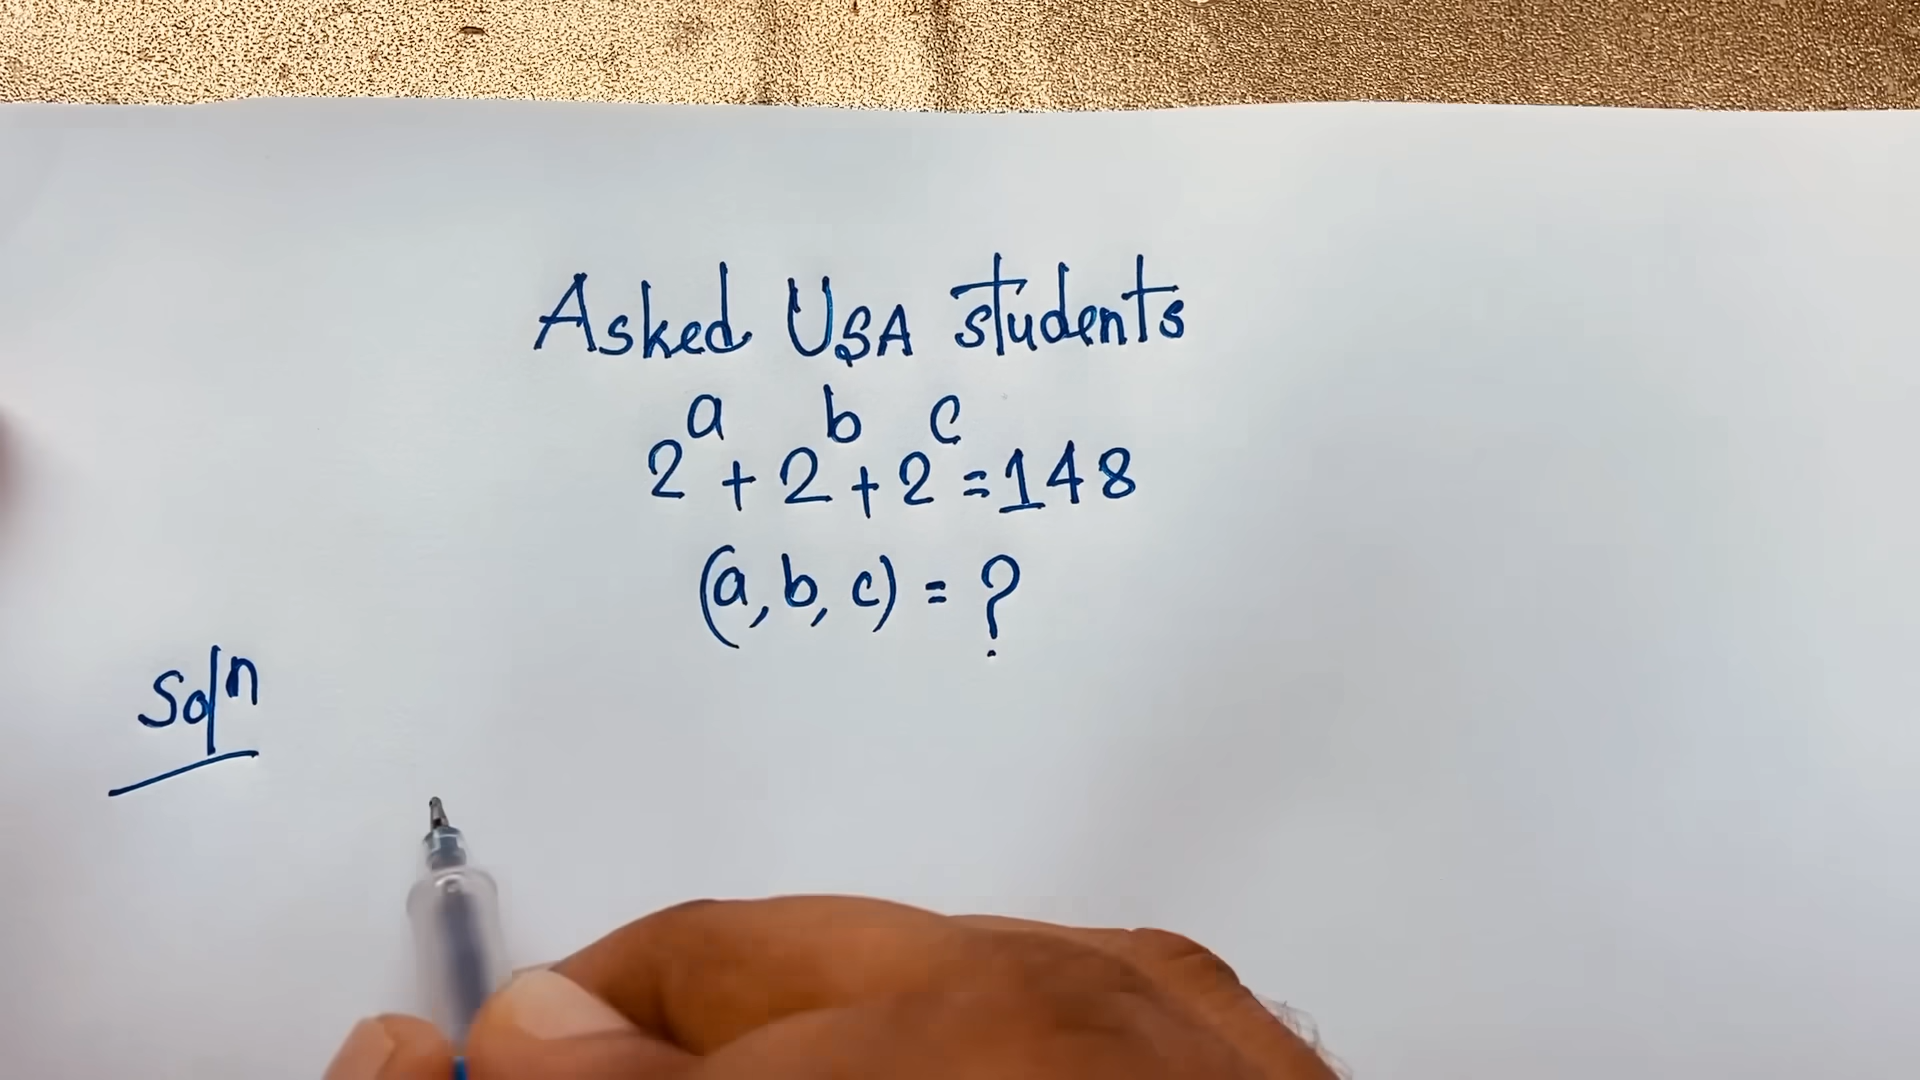 Asked USA students
2^a + 2^b + 2^c = 148
(a, b, c) = ?
Sol^n